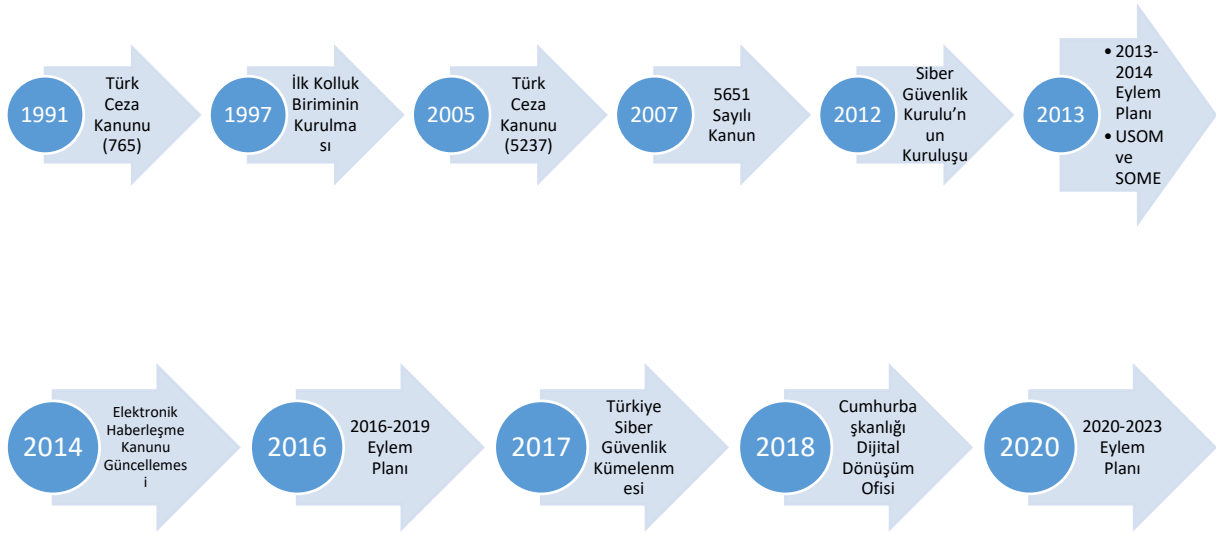 1991
Türk
Ceza
Kanunu
(765)
1997
İlk Kolluk
Biriminin
Kurulma
sı
2005
Türk
Ceza
Kanunu
(5237)
2007
5651
Sayılı
Kanun
2012
Siber
Güvenlik
Kurulu’n
un
Kuruluşu
2013
• 2013-
2014
Eylem
Planı
• USOM
ve
SOME
2014
Elektronik
Haberleşme
Kanunu
Güncellemes
i
2016
2016-2019
Eylem
Planı
2017
Türkiye
Siber
Güvenlik
Kümelenm
esi
2018
Cumhurba
şkanlığı
Dijital
Dönüşüm
Ofisi
2020
2020-2023
Eylem
Planı